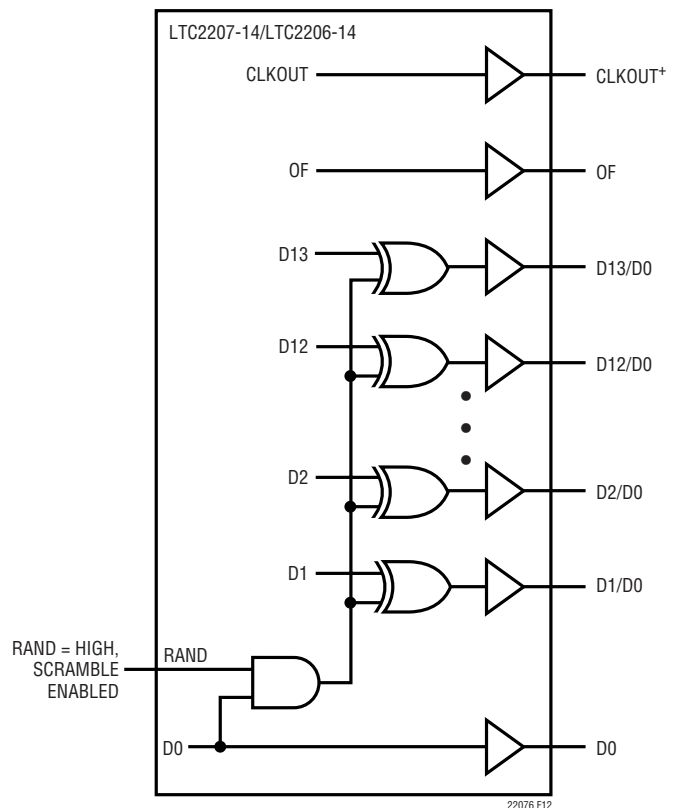 LTC2207-14/LTC2206-14
CLKOUT
CLKOUT+
OF
OF
D13
D13/D0
D12
D12/D0
D2
D2/D0
D1
D1/D0
RAND = HIGH,
SCRAMBLE
ENABLED
RAND
D0
D0
22076 F12